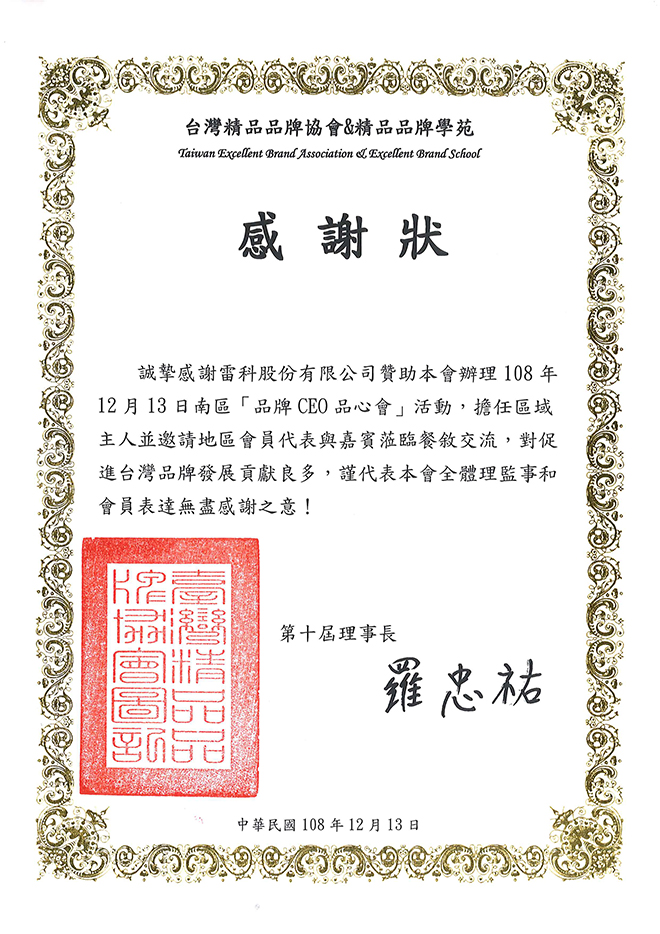 台灣精品品牌協會&精品品牌學苑
Taiwan Excellent Brand Association & Excellent Brand School
感謝狀
誠摯感謝雷科股份有限公司贊助本會辦理 108 年
12 月 13 日南區「品牌 CEO 品心會」活動，擔任區域
主人並邀請地區會員代表與嘉賓蒞臨餐敘交流，對促
進台灣品牌發展貢獻良多，謹代表本會全體理監事和
會員表達無盡感謝之意！
臺灣精品品
牌協會圖記
第十屆理事長
羅忠祐
中華民國 108 年 12 月 13 日